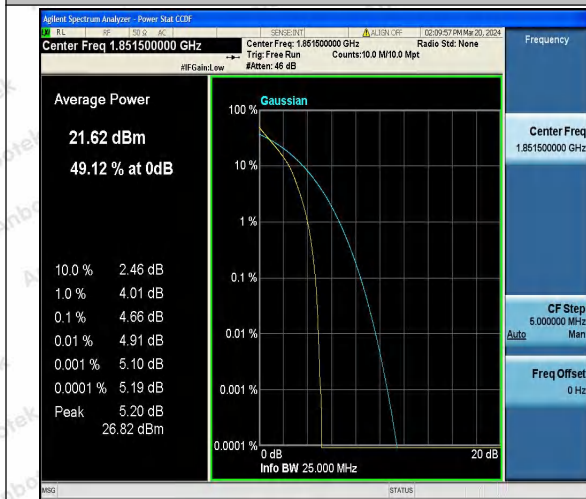 Agilent Spectrum Analyzer - Power Stat CCDF
RL RF 50 Ω AC SENSE:INT ALIGN OFF 02:09:57 PM Mar 20, 2024
Center Freq 1.851500000 GHz
Center Freq: 1.851500000 GHz Radio Std: None
Trig: Free Run Counts:10.0 M/10.0 Mpt
#IFGain:Low #Atten: 46 dB
Frequency
Average Power
21.62 dBm
49.12 % at 0dB
10.0 % 2.46 dB
1.0 % 4.01 dB
0.1 % 4.66 dB
0.01 % 4.91 dB
0.001 % 5.10 dB
0.0001 % 5.19 dB
Peak 5.20 dB
26.82 dBm
Gaussian
100 %
10 %
1 %
0.1 %
0.01 %
0.001 %
0.0001 %
0 dB 20 dB
Info BW 25.000 MHz
Center Freq
1.851500000 GHz
CF Step
5.000000 MHz
Auto Man
Freq Offset
0 Hz
MSG STATUS